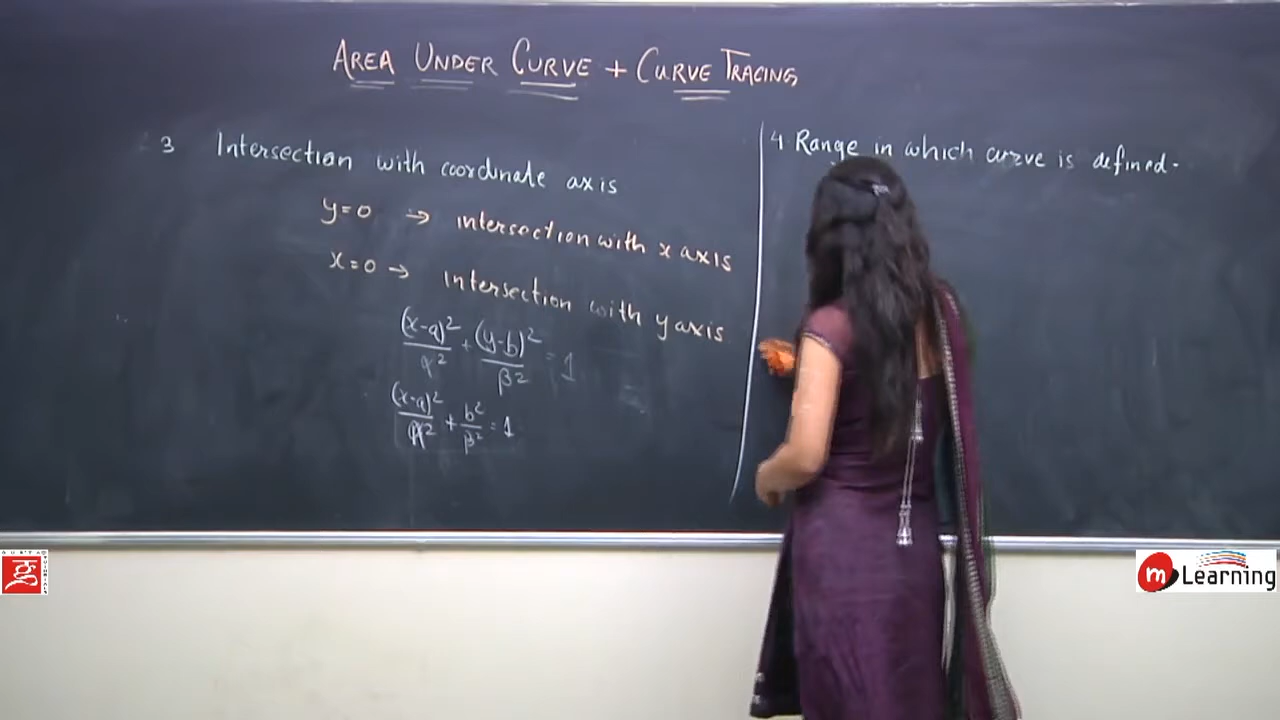 AREA UNDER CURVE + CURVE TRACING
3 Intersection with coordinate axis
y=0 → intersection with x axis
x=0 → intersection with y axis
(x-a)²/α² + (y-b)²/β² = 1
(x-a)²/α² + b²/β² = 1
4. Range in which curve is defined.
m Learning